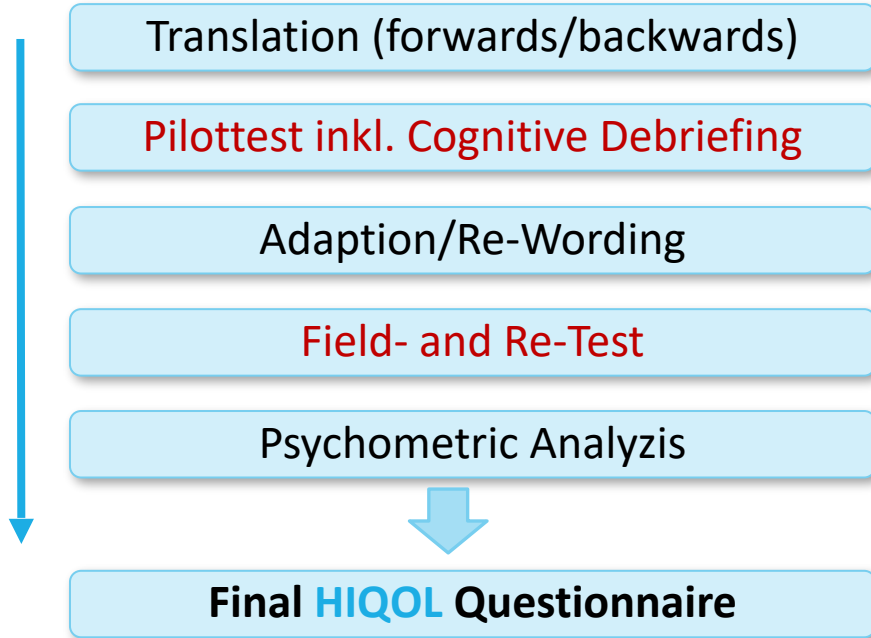 Translation (forwards/backwards)
Pilottest inkl. Cognitive Debriefing
Adaption/Re-Wording
Field- and Re-Test
Psychometric Analyzis
Final HIQOL Questionnaire